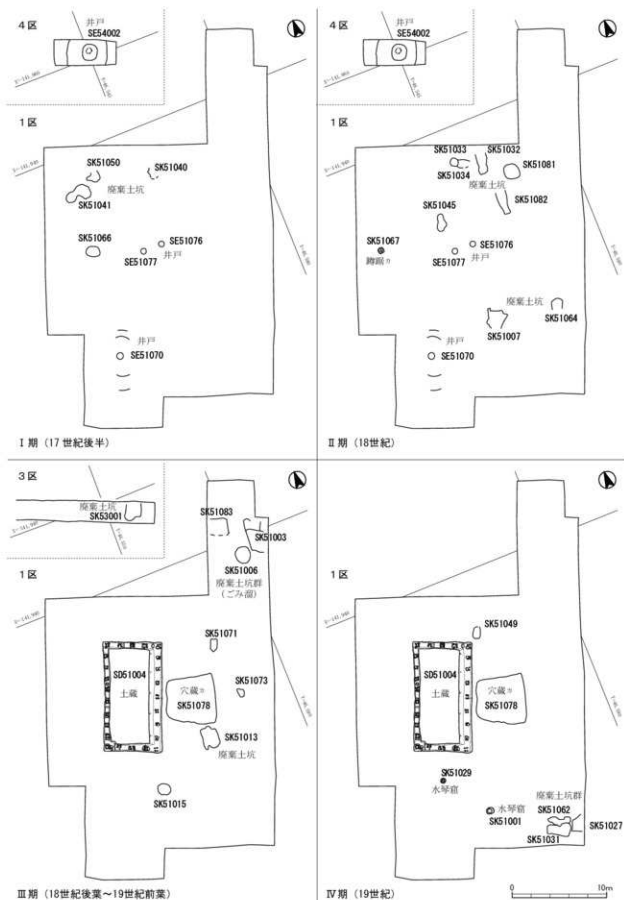 4区
井戸
SE54002
1区
SK51050
SK51040
廃棄土坑
SK51041
SK51066
SE51076
SE51077
井戸
井戸
SE51070
Ⅰ期（17世紀後半）
4区
井戸
SE54002
1区
SK51033
SK51032
SK51034
SK51081
廃棄土坑
SK51045
SK51082
SK51067
SE51076
SE51077
井戸
廃棄土坑
SK51064
SK51007
井戸
SE51070
Ⅱ期（18世紀）
3区
廃棄土坑
SK53001
1区
SK51083
SK51003
SK51006
廃棄土坑群
（ごみ溜）
SK51071
SD51004
土蔵
穴蔵ヵ
SK51078
SK51073
SK51013
廃棄土坑
SK51015
Ⅲ期（18世紀後葉～19世紀前葉）
1区
SK51049
SD51004
土蔵
穴蔵ヵ
SK51078
SK51029
水琴窟
水琴窟
SK51001
廃棄土坑群
SK51062
SK51027
SK51031
Ⅳ期（19世紀）
0 10m